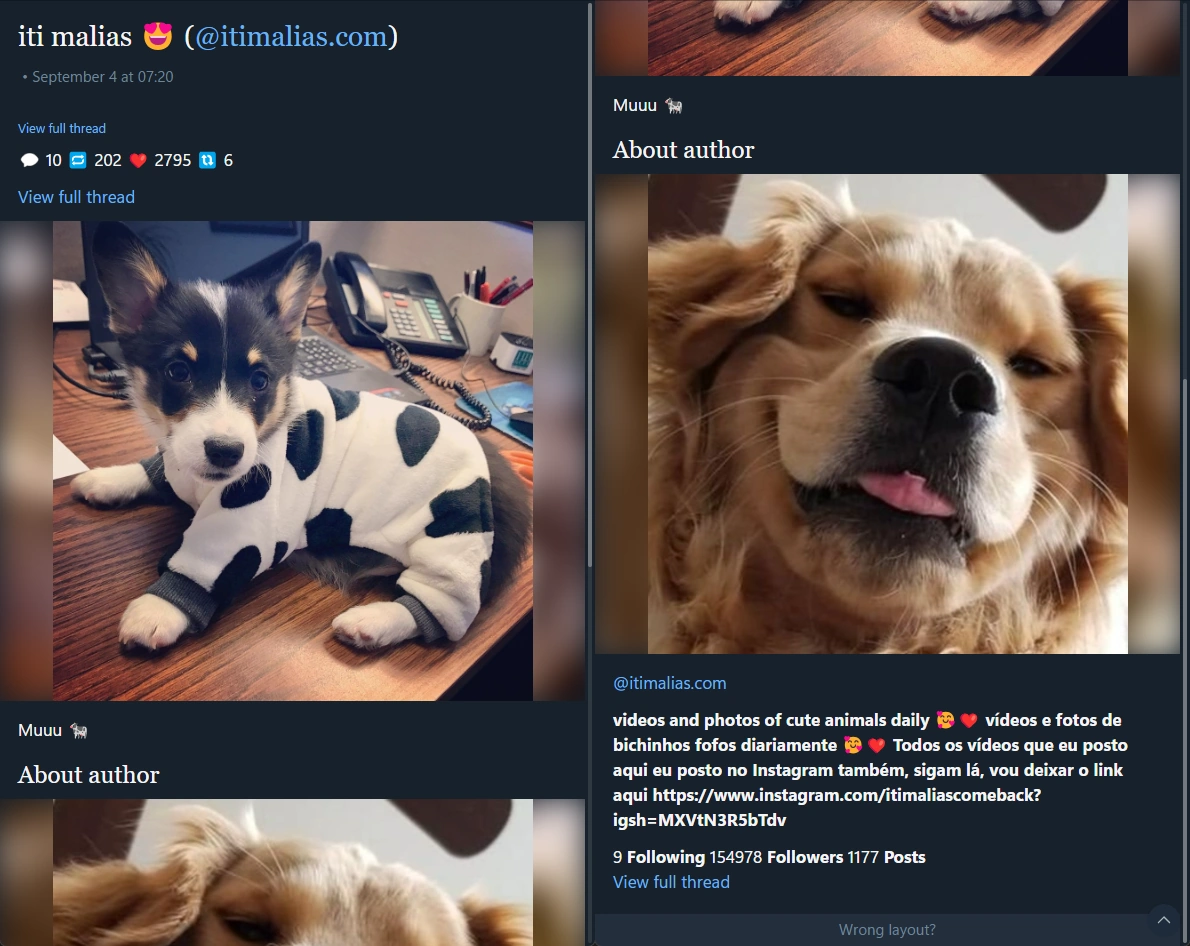 iti malias 😍 (@itimalias.com)
• September 4 at 07:20
View full thread
💬 10 🔁 202 ❤️ 2795 🔃 6
View full thread
Muuu 🐄
About author
Muuu 🐄
About author
@itimalias.com
videos and photos of cute animals daily 🥰 ❤️ vídeos e fotos de
bichinhos fofos diariamente 🥰 ❤️ Todos os vídeos que eu posto
aqui eu posto no Instagram também, sigam lá, vou deixar o link
aqui https://www.instagram.com/itimaliascomeback?
igsh=MXVtN3R5bTdv
9 Following 154978 Followers 1177 Posts
View full thread
Wrong layout?